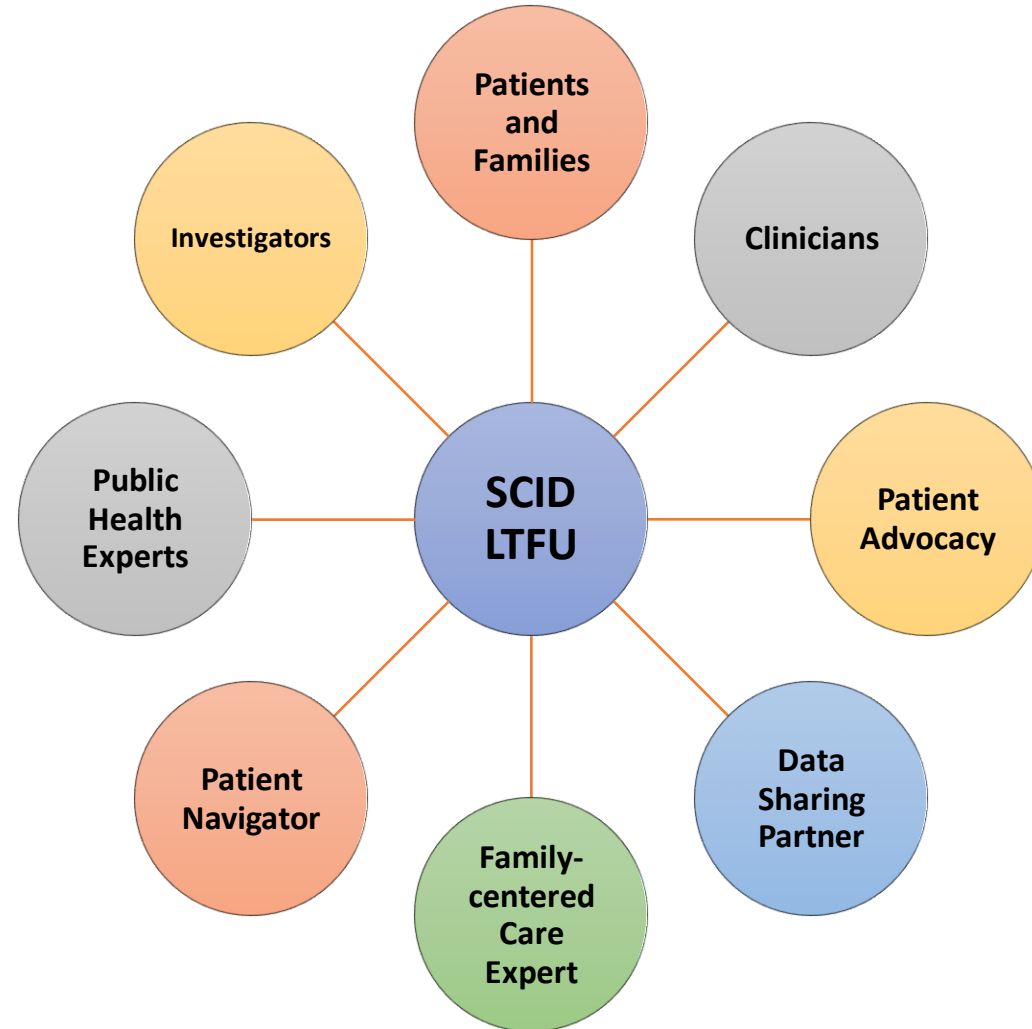 Patients
and
Families
Clinicians
Patient
Advocacy
Data
Sharing
Partner
Family-
centered
Care
Expert
Patient
Navigator
Public
Health
Experts
Investigators
SCID
LTFU